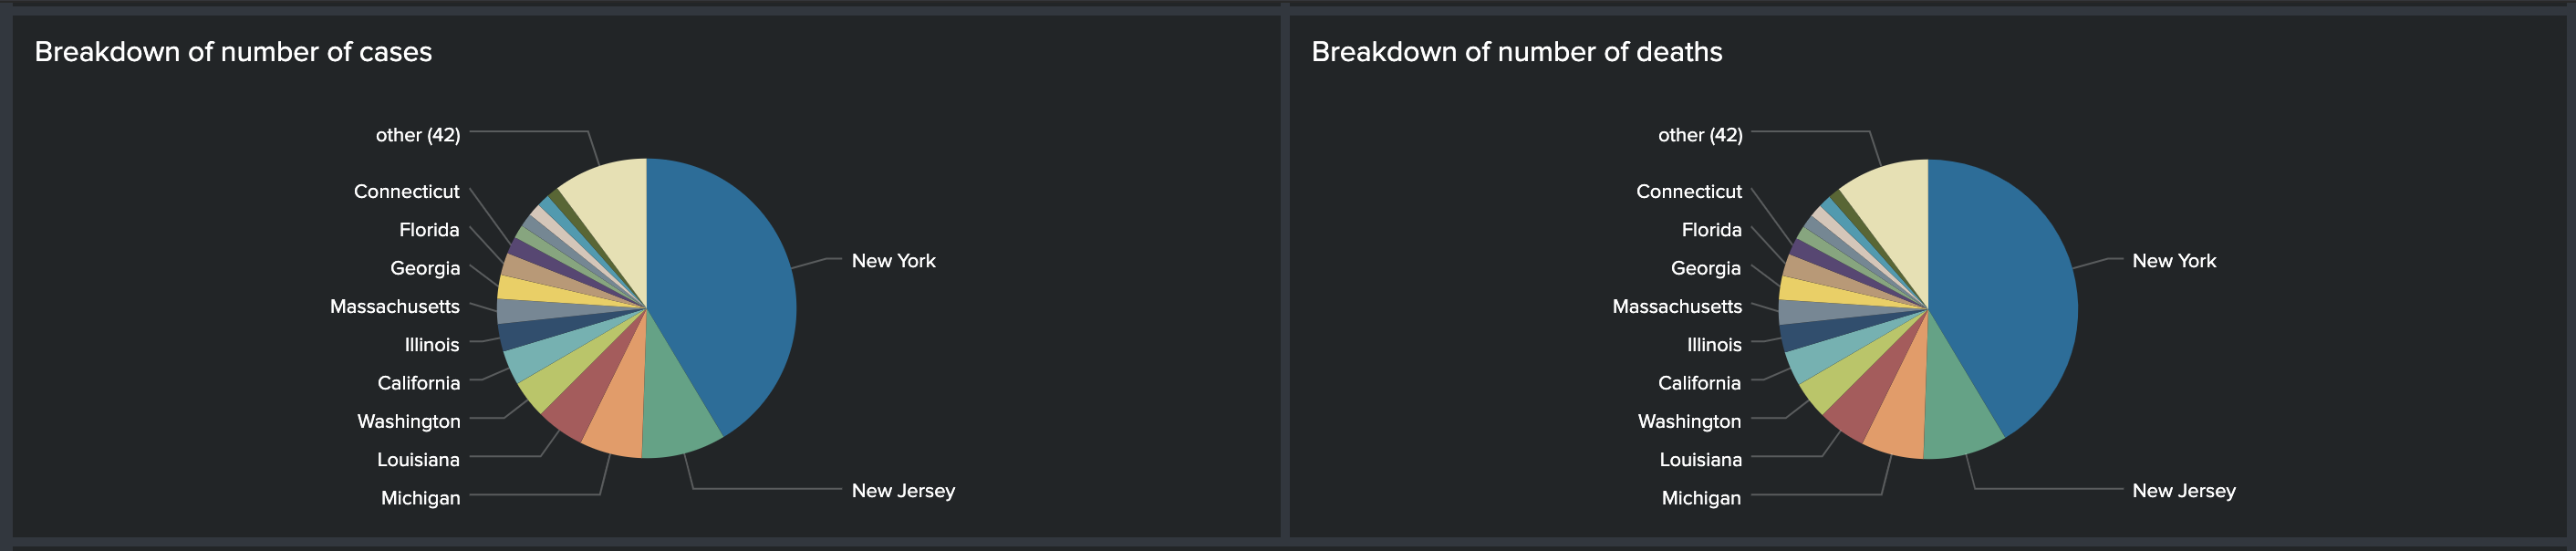 Breakdown of number of cases
other (42)
Connecticut
Florida
Georgia
Massachusetts
Illinois
California
Washington
Louisiana
Michigan
New York
New Jersey
Breakdown of number of deaths
other (42)
Connecticut
Florida
Georgia
Massachusetts
Illinois
California
Washington
Louisiana
Michigan
New York
New Jersey